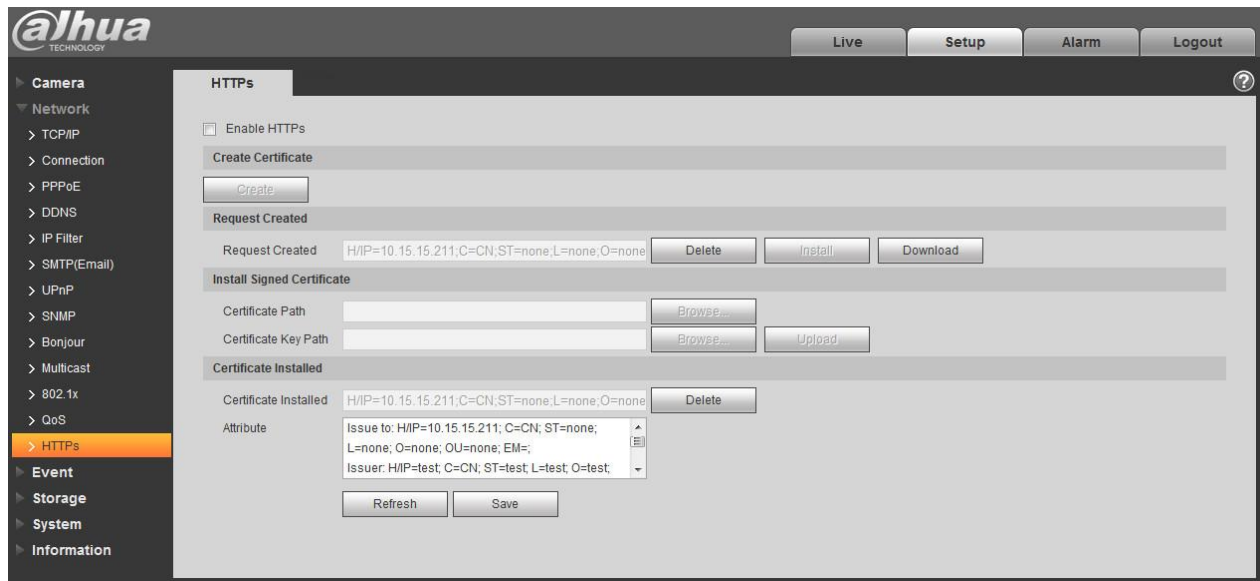 alhua
TECHNOLOGY
Live
Setup
Alarm
Logout
Camera
Network
TCP/IP
Connection
PPPoE
DDNS
IP Filter
SMTP(Email)
UPnP
SNMP
Bonjour
Multicast
802.1x
QoS
HTTPs
Event
Storage
System
Information
HTTPs
?
Enable HTTPs
Create Certificate
Create
Request Created
Request Created H/IP=10.15.15.211;C=CN;ST=none;L=none;O=none Delete Install Download
Install Signed Certificate
Certificate Path Browse...
Certificate Key Path Browse... Upload
Certificate Installed
Certificate Installed H/IP=10.15.15.211;C=CN;ST=none;L=none;O=none Delete
Attribute Issue to: H/IP=10.15.15.211; C=CN; ST=none;
L=none; O=none; OU=none; EM=;
Issuer: H/IP=test; C=CN; ST=test; L=test; O=test;
Refresh Save